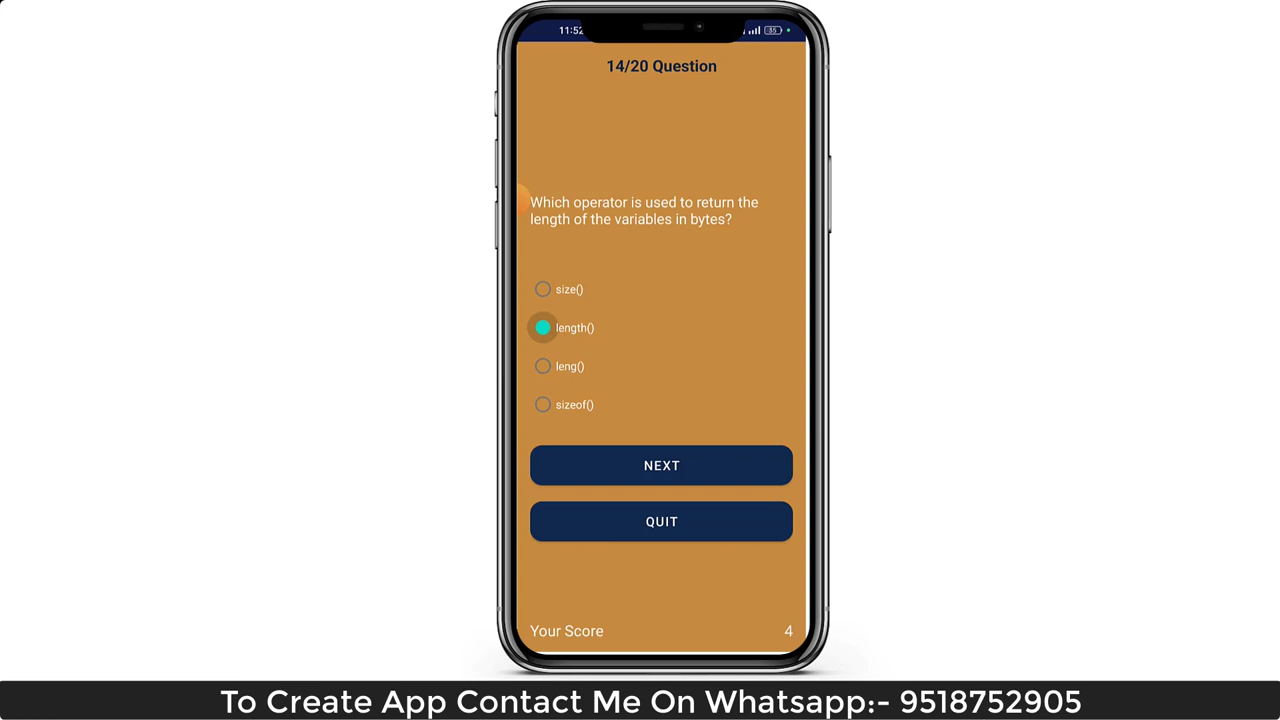 11:52
55
14/20 Question
Which operator is used to return the
length of the variables in bytes?
size()
length()
leng()
sizeof()
NEXT
QUIT
Your Score 4
To Create App Contact Me On Whatsapp:- 9518752905